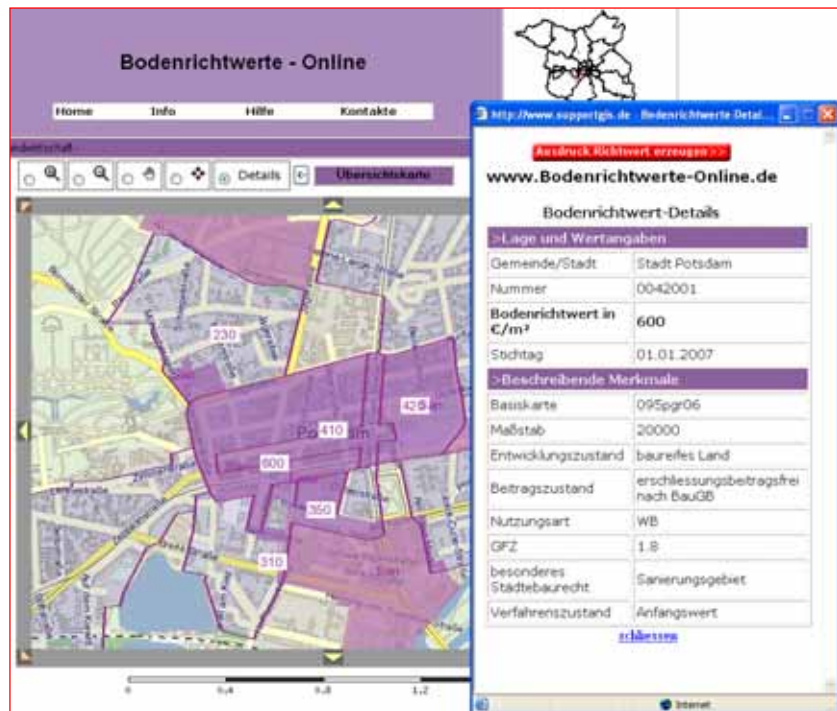 Bodenrichtwerte - Online
Home Info Hilfe Kontakte
Details Übersichtskarte
230
410
600
350
310
0 0,4 0,8 1,2
http://www.supportgis.de - Bodenrichtwerte Detai...
Ausdruck Richtwert erzeugen >>
www.Bodenrichtwerte-Online.de
Bodenrichtwert-Details
>Lage und Wertangaben
Gemeinde/Stadt Stadt Potsdam
Nummer 0042001
Bodenrichtwert in €/m² 600
Stichtag 01.01.2007
>Beschreibende Merkmale
Basiskarte 095pgr06
Maßstab 20000
Entwicklungszustand baureifes Land
Beitragszustand erschliessungsbeitragsfrei nach BauGB
Nutzungsart WB
GFZ 1.8
besonderes Städtebaurecht Sanierungsgebiet
Verfahrenszustand Anfangswert
schliessen
Internet